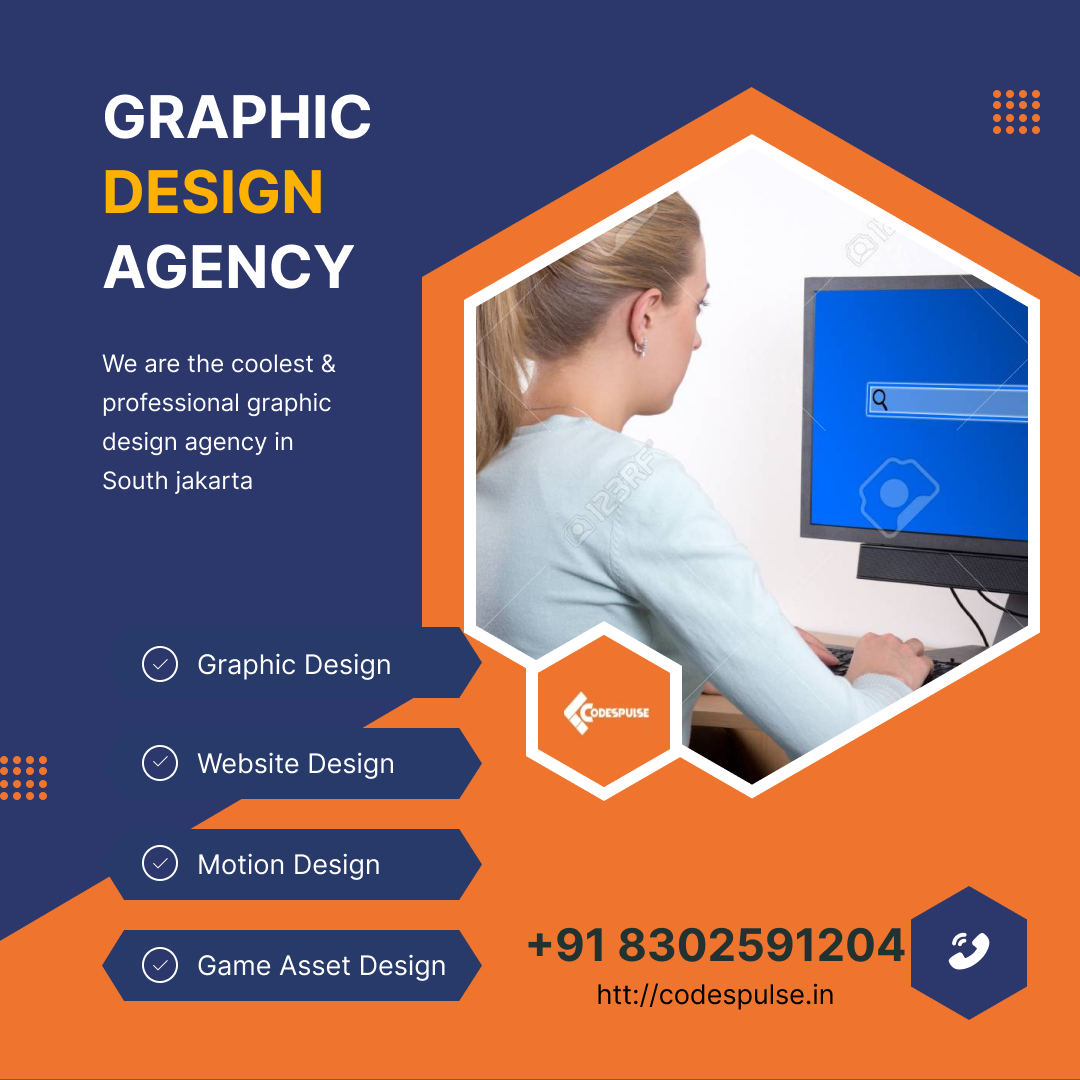 GRAPHIC
DESIGN
AGENCY
We are the coolest &
professional graphic
design agency in
South jakarta
123RF
CODESPUlSE
Graphic Design
Website Design
Motion Design
Game Asset Design
+91 8302591204
htt://codespulse.in